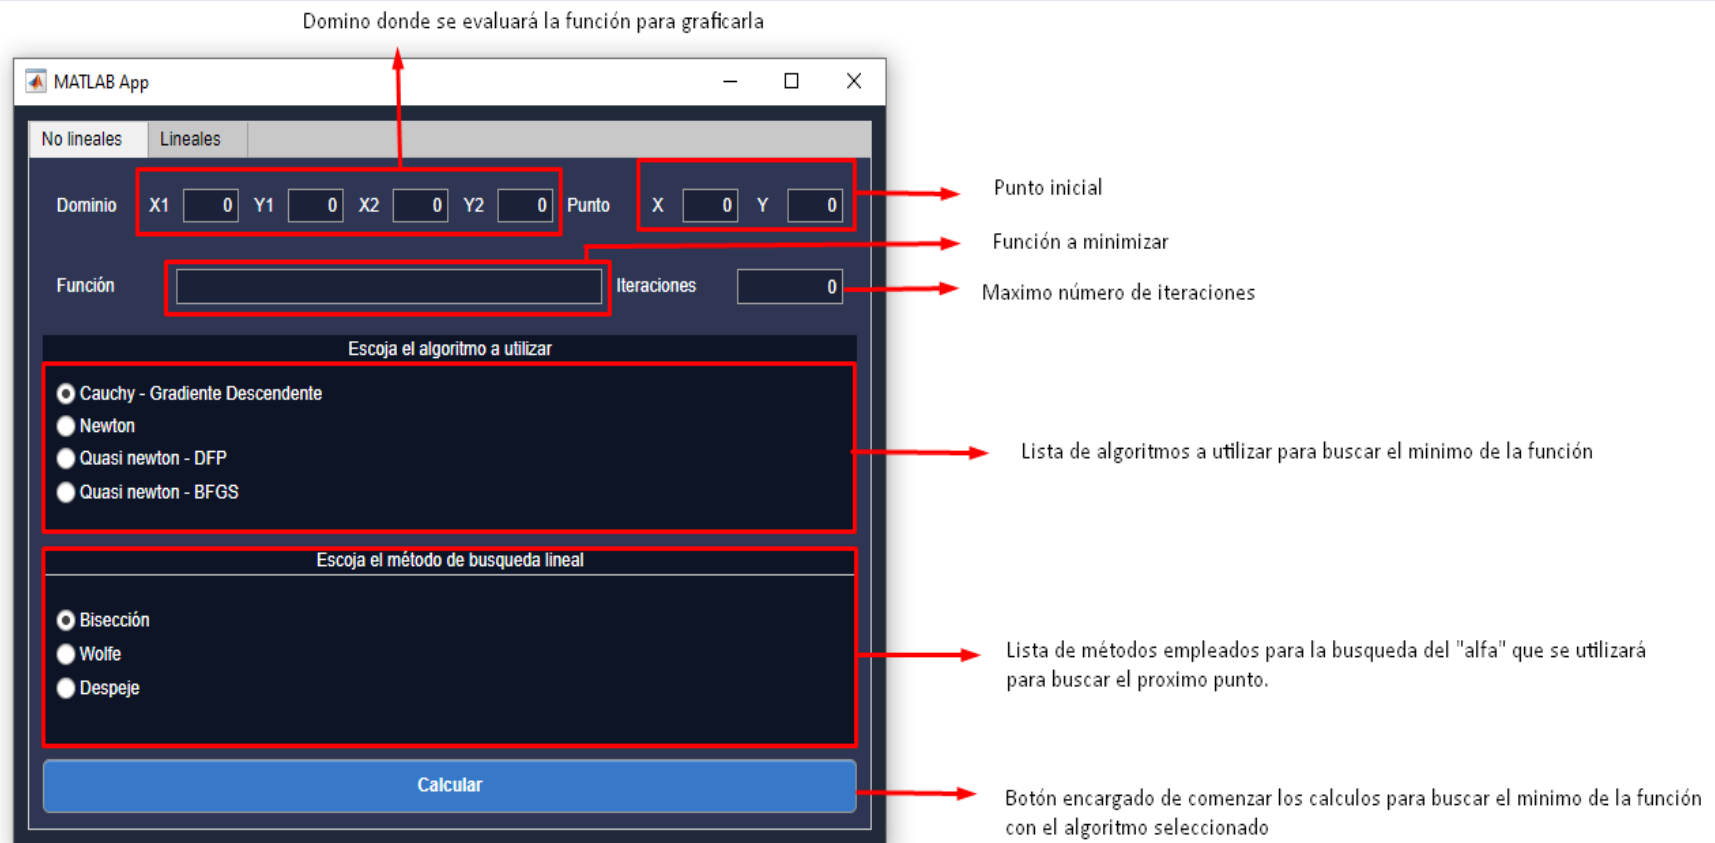 Domino donde se evaluará la función para graficarla
MATLAB App
No lineales Lineales
Dominio X1 0 Y1 0 X2 0 Y2 0 Punto X 0 Y 0
Punto inicial
Función a minimizar
Función Iteraciones 0
Maximo número de iteraciones
Escoja el algoritmo a utilizar
Cauchy - Gradiente Descendente
Newton
Quasi newton - DFP
Quasi newton - BFGS
Lista de algoritmos a utilizar para buscar el minimo de la función
Escoja el método de busqueda lineal
Bisección
Wolfe
Despeje
Lista de métodos empleados para la busqueda del "alfa" que se utilizará
para buscar el proximo punto.
Calcular
Botón encargado de comenzar los calculos para buscar el minimo de la función
con el algoritmo seleccionado